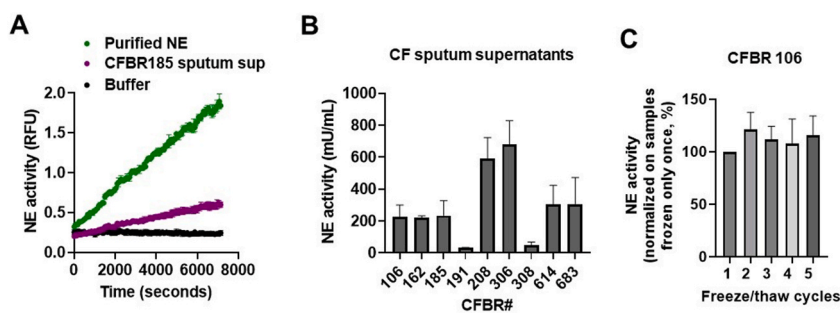 A
Purified NE
CFBR185 sputum sup
Buffer
NE activity (RFU)
2.0
1.5
1.0
0.5
0.0
0 2000 4000 6000 8000
Time (seconds)
B
CF sputum supernatants
NE activity (mU/mL)
1000
800
600
400
200
0
106 162 185 191 208 306 308 614 683
CFBR#
C
CFBR 106
NE activity
(normalized on samples
frozen only once, %)
150
100
50
0
1 2 3 4 5
Freeze/thaw cycles